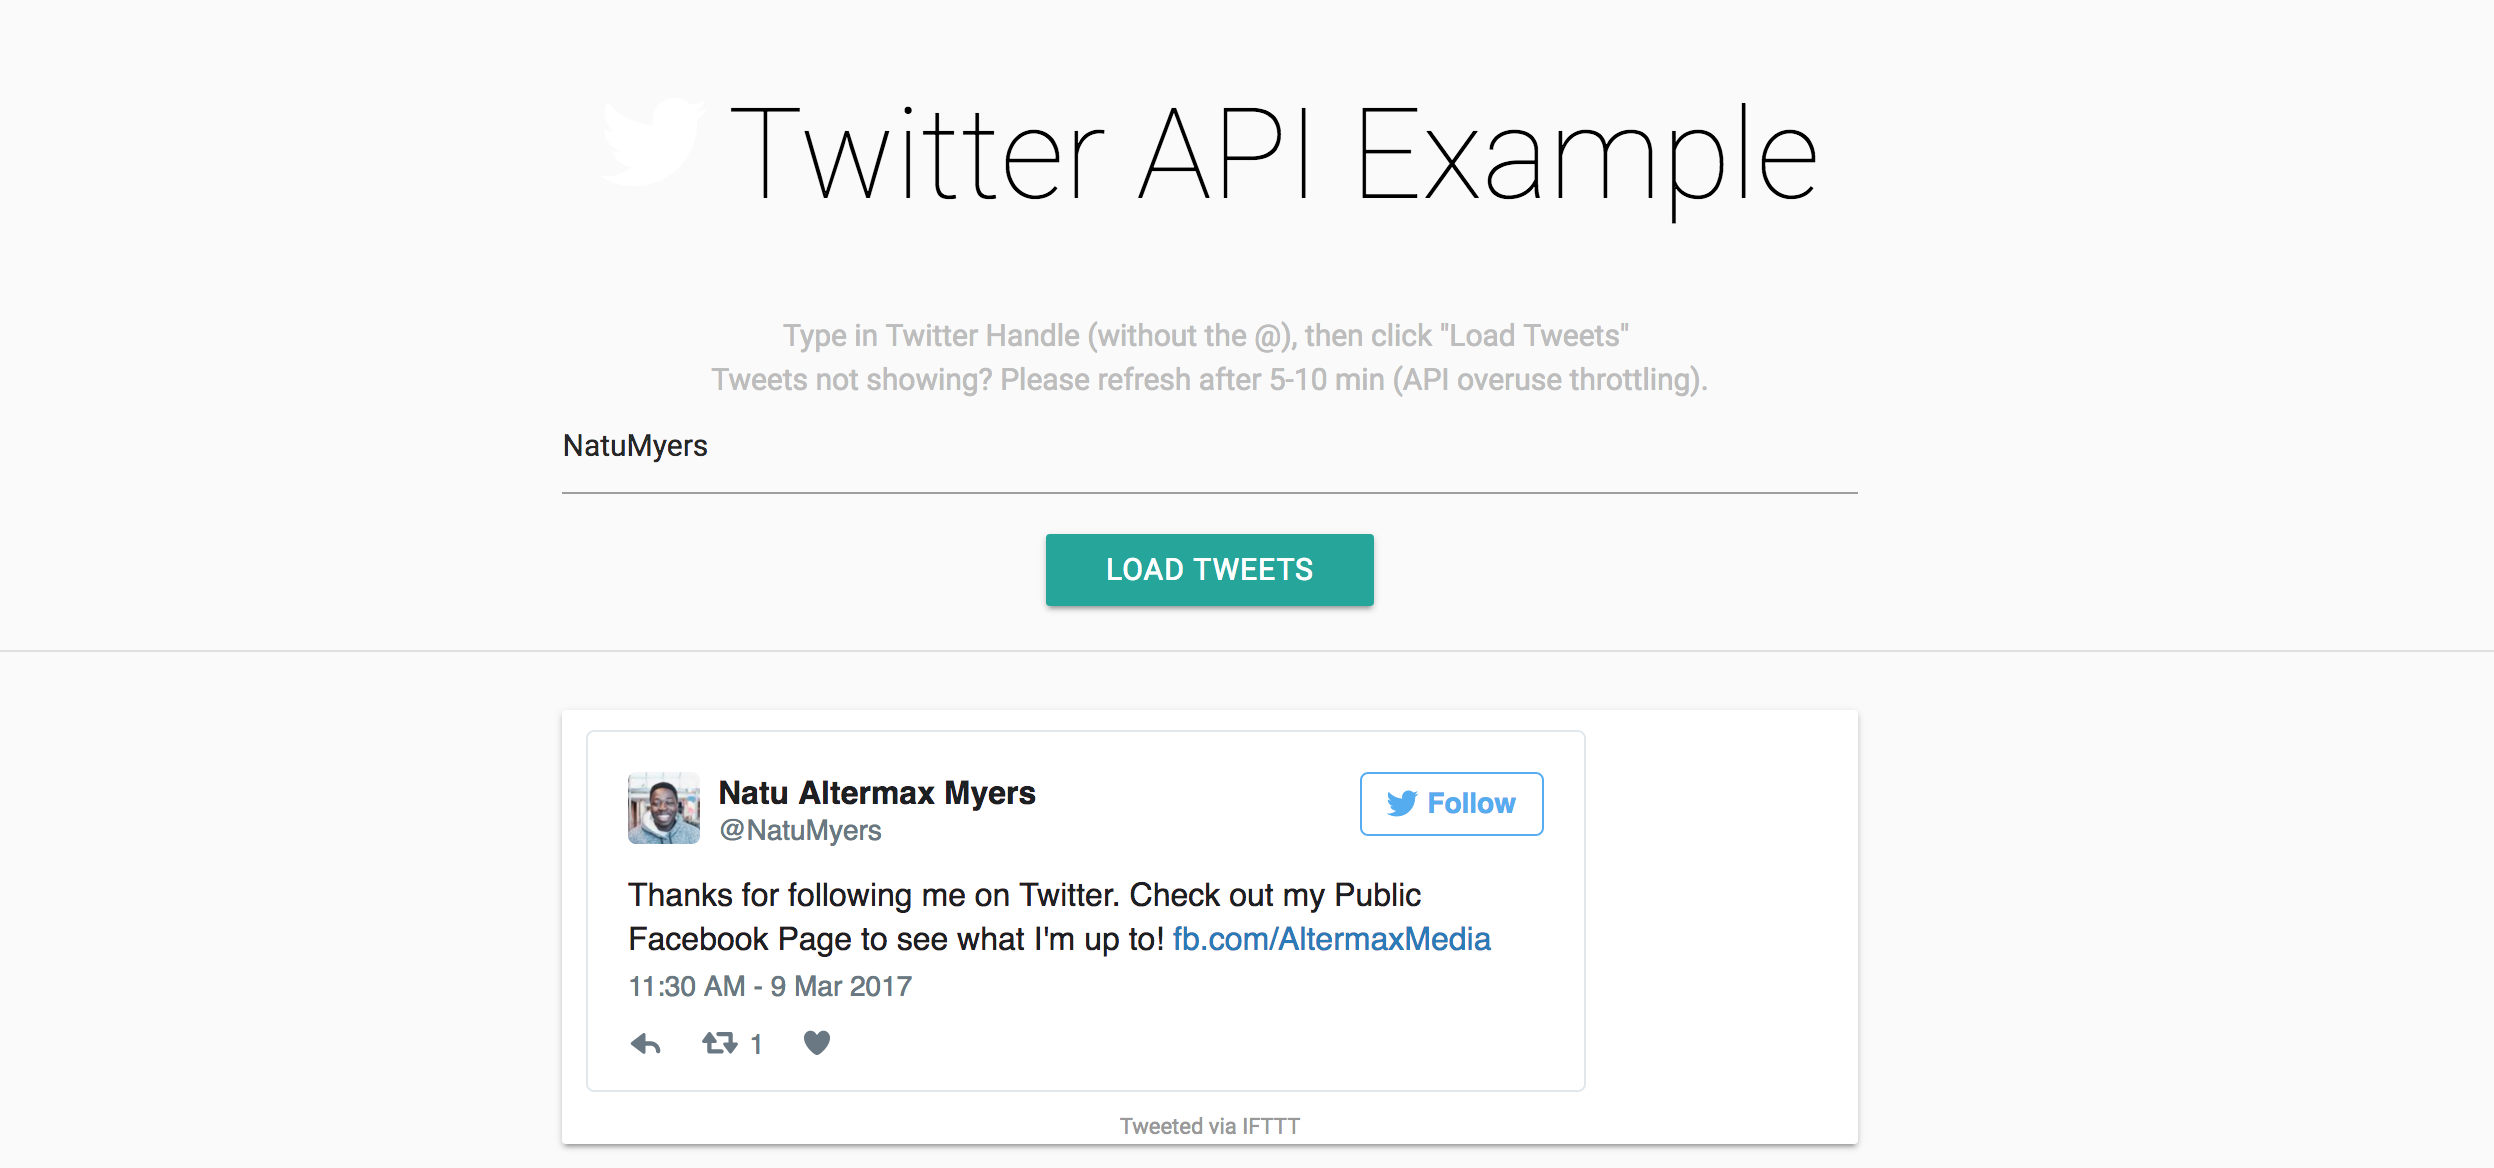 Twitter API Example
Type in Twitter Handle (without the @), then click "Load Tweets"
Tweets not showing? Please refresh after 5-10 min (API overuse throttling).
NatuMyers
LOAD TWEETS
Natu Altermax Myers
@NatuMyers
Follow
Thanks for following me on Twitter. Check out my Public
Facebook Page to see what I'm up to! fb.com/AltermaxMedia
11:30 AM - 9 Mar 2017
1
Tweeted via IFTTT